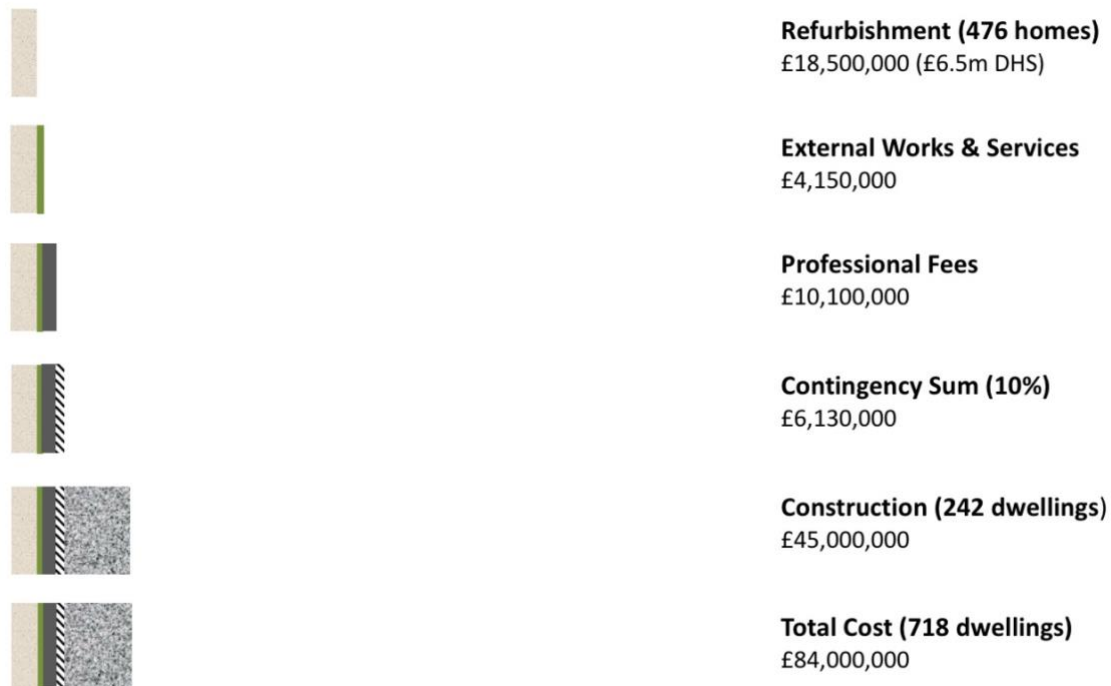 Refurbishment (476 homes)
£18,500,000 (£6.5m DHS)
External Works & Services
£4,150,000
Professional Fees
£10,100,000
Contingency Sum (10%)
£6,130,000
Construction (242 dwellings)
£45,000,000
Total Cost (718 dwellings)
£84,000,000